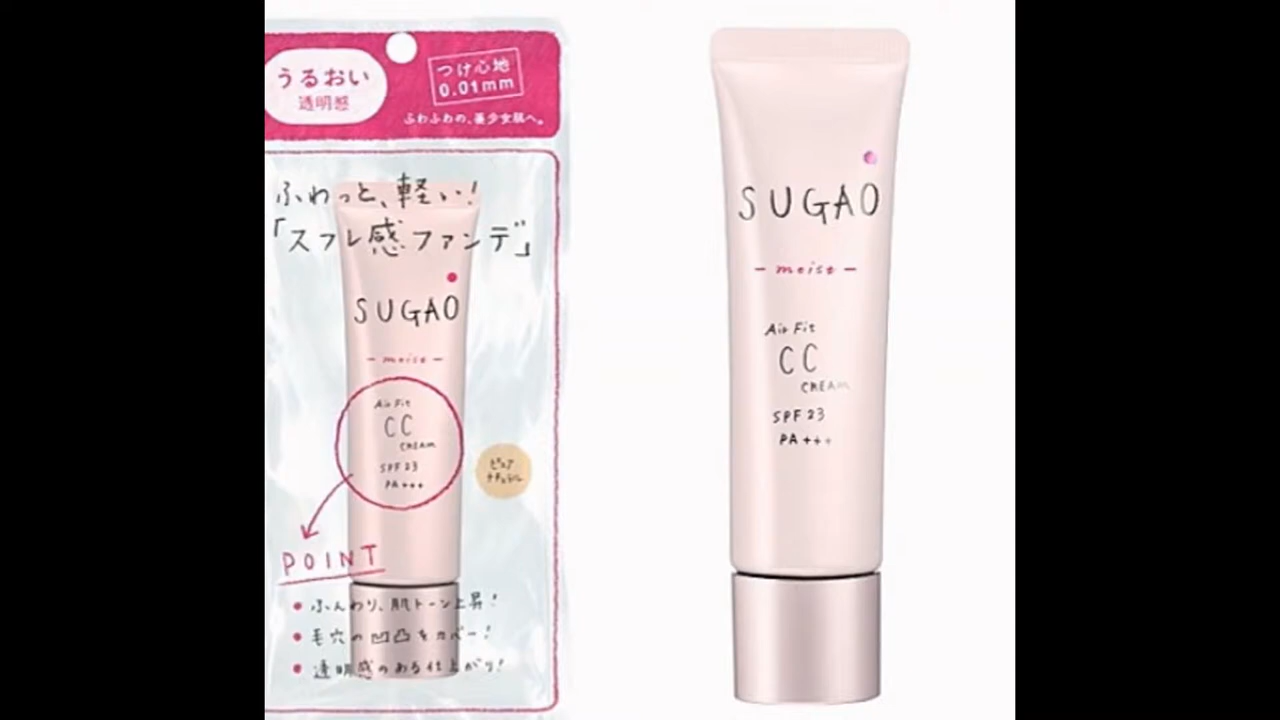 うるおい
透明感
つけ心地
0.01mm
ふわふわの、美少女肌へ。
ふわっと、軽い!
「スフレ感ファンデ」
SUGAO
- moist -
Air Fit
CC
CREAM
SPF 23
PA+++
ピュア
ナチュラル
POINT
ふんわり、肌トーン上昇!
毛穴の凹凸をカバー!
透明感のある仕上がり!
SUGAO
- moist -
Air Fit
CC
CREAM
SPF 23
PA+++